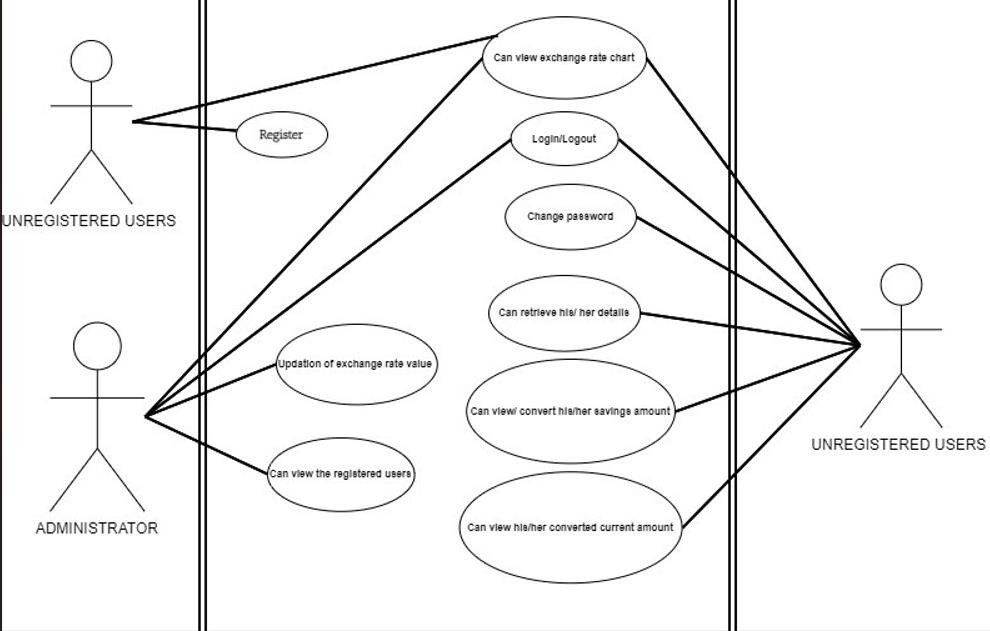 Can view exchange rate chart
Register
Login/Logout
UNREGISTERED USERS
Change password
Can retrieve his/ her details
Updation of exchange rate value
Can view/ convert his/her savings amount
UNREGISTERED USERS
Can view the registered users
ADMINISTRATOR
Can view his/her converted current amount